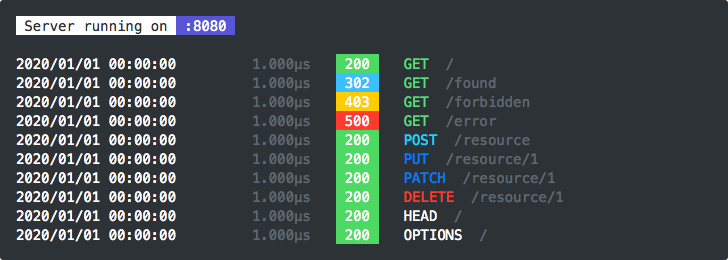 Server running on :8080
2020/01/01 00:00:00 1.000µs 200 GET /
2020/01/01 00:00:00 1.000µs 302 GET /found
2020/01/01 00:00:00 1.000µs 403 GET /forbidden
2020/01/01 00:00:00 1.000µs 500 GET /error
2020/01/01 00:00:00 1.000µs 200 POST /resource
2020/01/01 00:00:00 1.000µs 200 PUT /resource/1
2020/01/01 00:00:00 1.000µs 200 PATCH /resource/1
2020/01/01 00:00:00 1.000µs 200 DELETE /resource/1
2020/01/01 00:00:00 1.000µs 200 HEAD /
2020/01/01 00:00:00 1.000µs 200 OPTIONS /